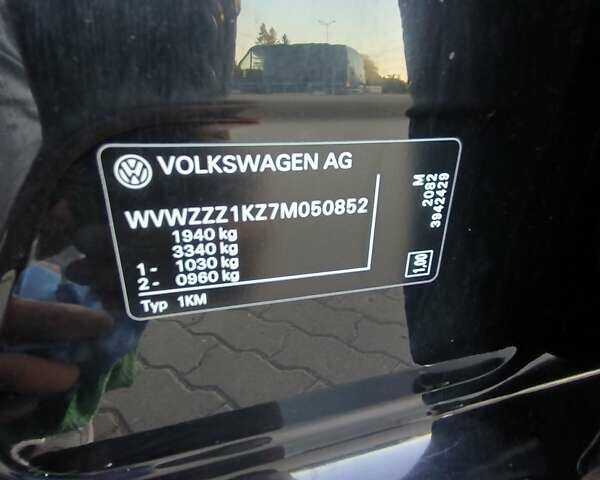 VOLKSWAGEN AG
WVWZZZ1KZ7M050852
1940 kg
3340 kg
1- 1030 kg
2- 0960 kg
Typ 1KM
M
2082
3942429
1,00